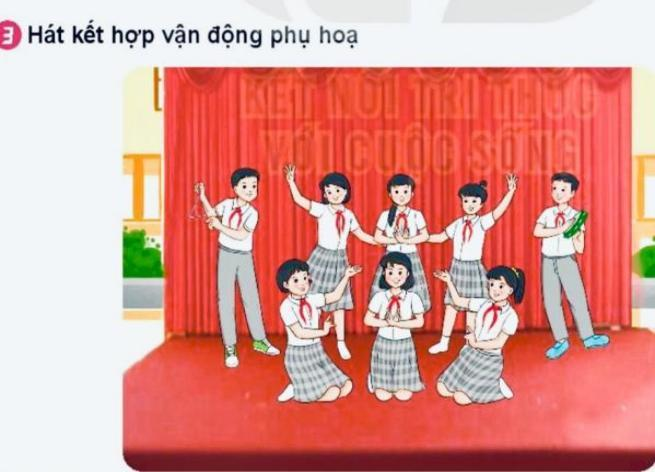 3 Hát kết hợp vận động phụ hoạ
KẾT NỐI TRI THỨC
VỚI CUỘC SỐNG